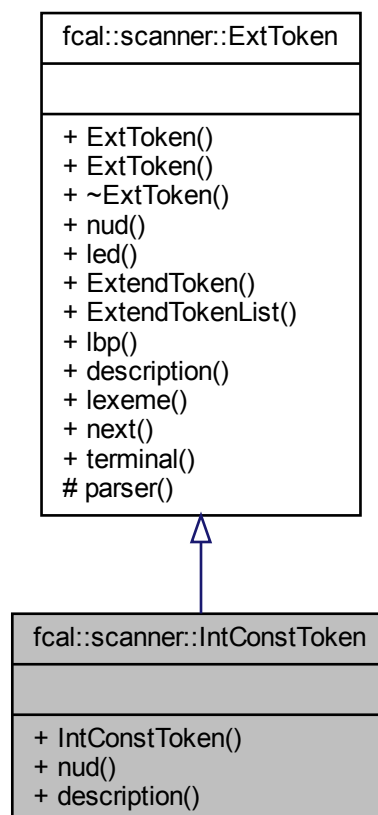 fcal::scanner::ExtToken
+ ExtToken()
+ ExtToken()
+ ~ExtToken()
+ nud()
+ led()
+ ExtendToken()
+ ExtendTokenList()
+ lbp()
+ description()
+ lexeme()
+ next()
+ terminal()
# parser()
fcal::scanner::IntConstToken
+ IntConstToken()
+ nud()
+ description()